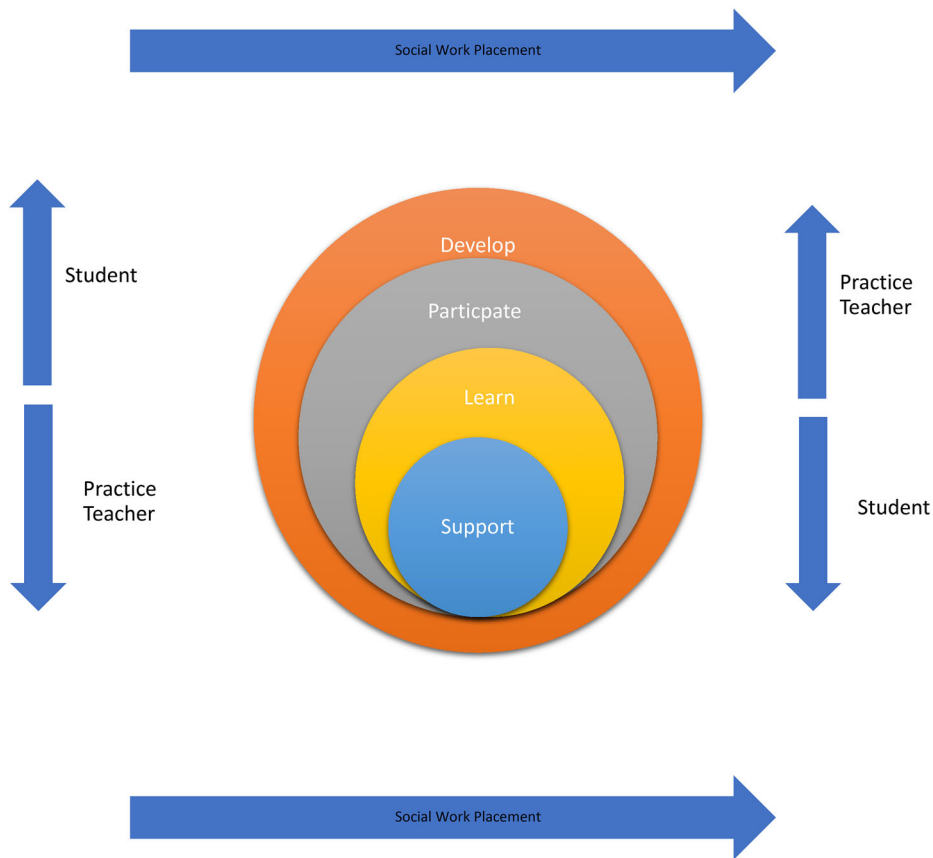 Social Work Placement
Develop
Student
Practice
Teacher
Particpate
Learn
Practice
Teacher
Support
Student
Social Work Placement